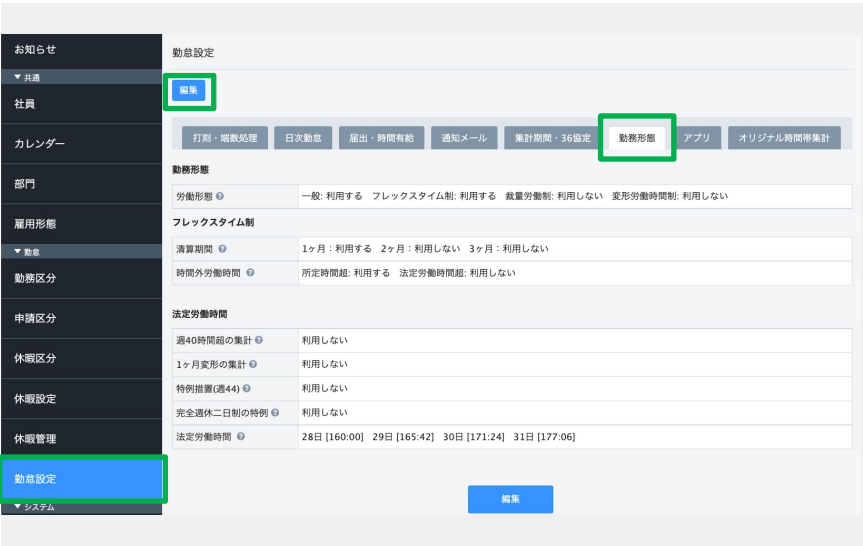 お知らせ
▼ 共通
社員
カレンダー
部門
雇用形態
▼ 勤怠
勤務区分
申請区分
休暇区分
休暇設定
休暇管理
勤怠設定
▼ システム
勤怠設定
編集
打刻・端数処理 日次勤怠 届出・時間有給 通知メール 集計期間・36協定 勤務形態 アプリ オリジナル時間帯集計
勤務形態
労働形態 一般: 利用する フレックスタイム制: 利用する 裁量労働制: 利用しない 変形労働時間制: 利用しない
フレックスタイム制
清算期間 1ヶ月：利用する 2ヶ月：利用しない 3ヶ月：利用しない
時間外労働時間 所定時間超: 利用する 法定労働時間超: 利用しない
法定労働時間
週40時間超の集計 利用しない
1ヶ月変形の集計 利用しない
特例措置(週44) 利用しない
完全週休二日制の特例 利用しない
法定労働時間 28日 [160:00] 29日 [165:42] 30日 [171:24] 31日 [177:06]
編集